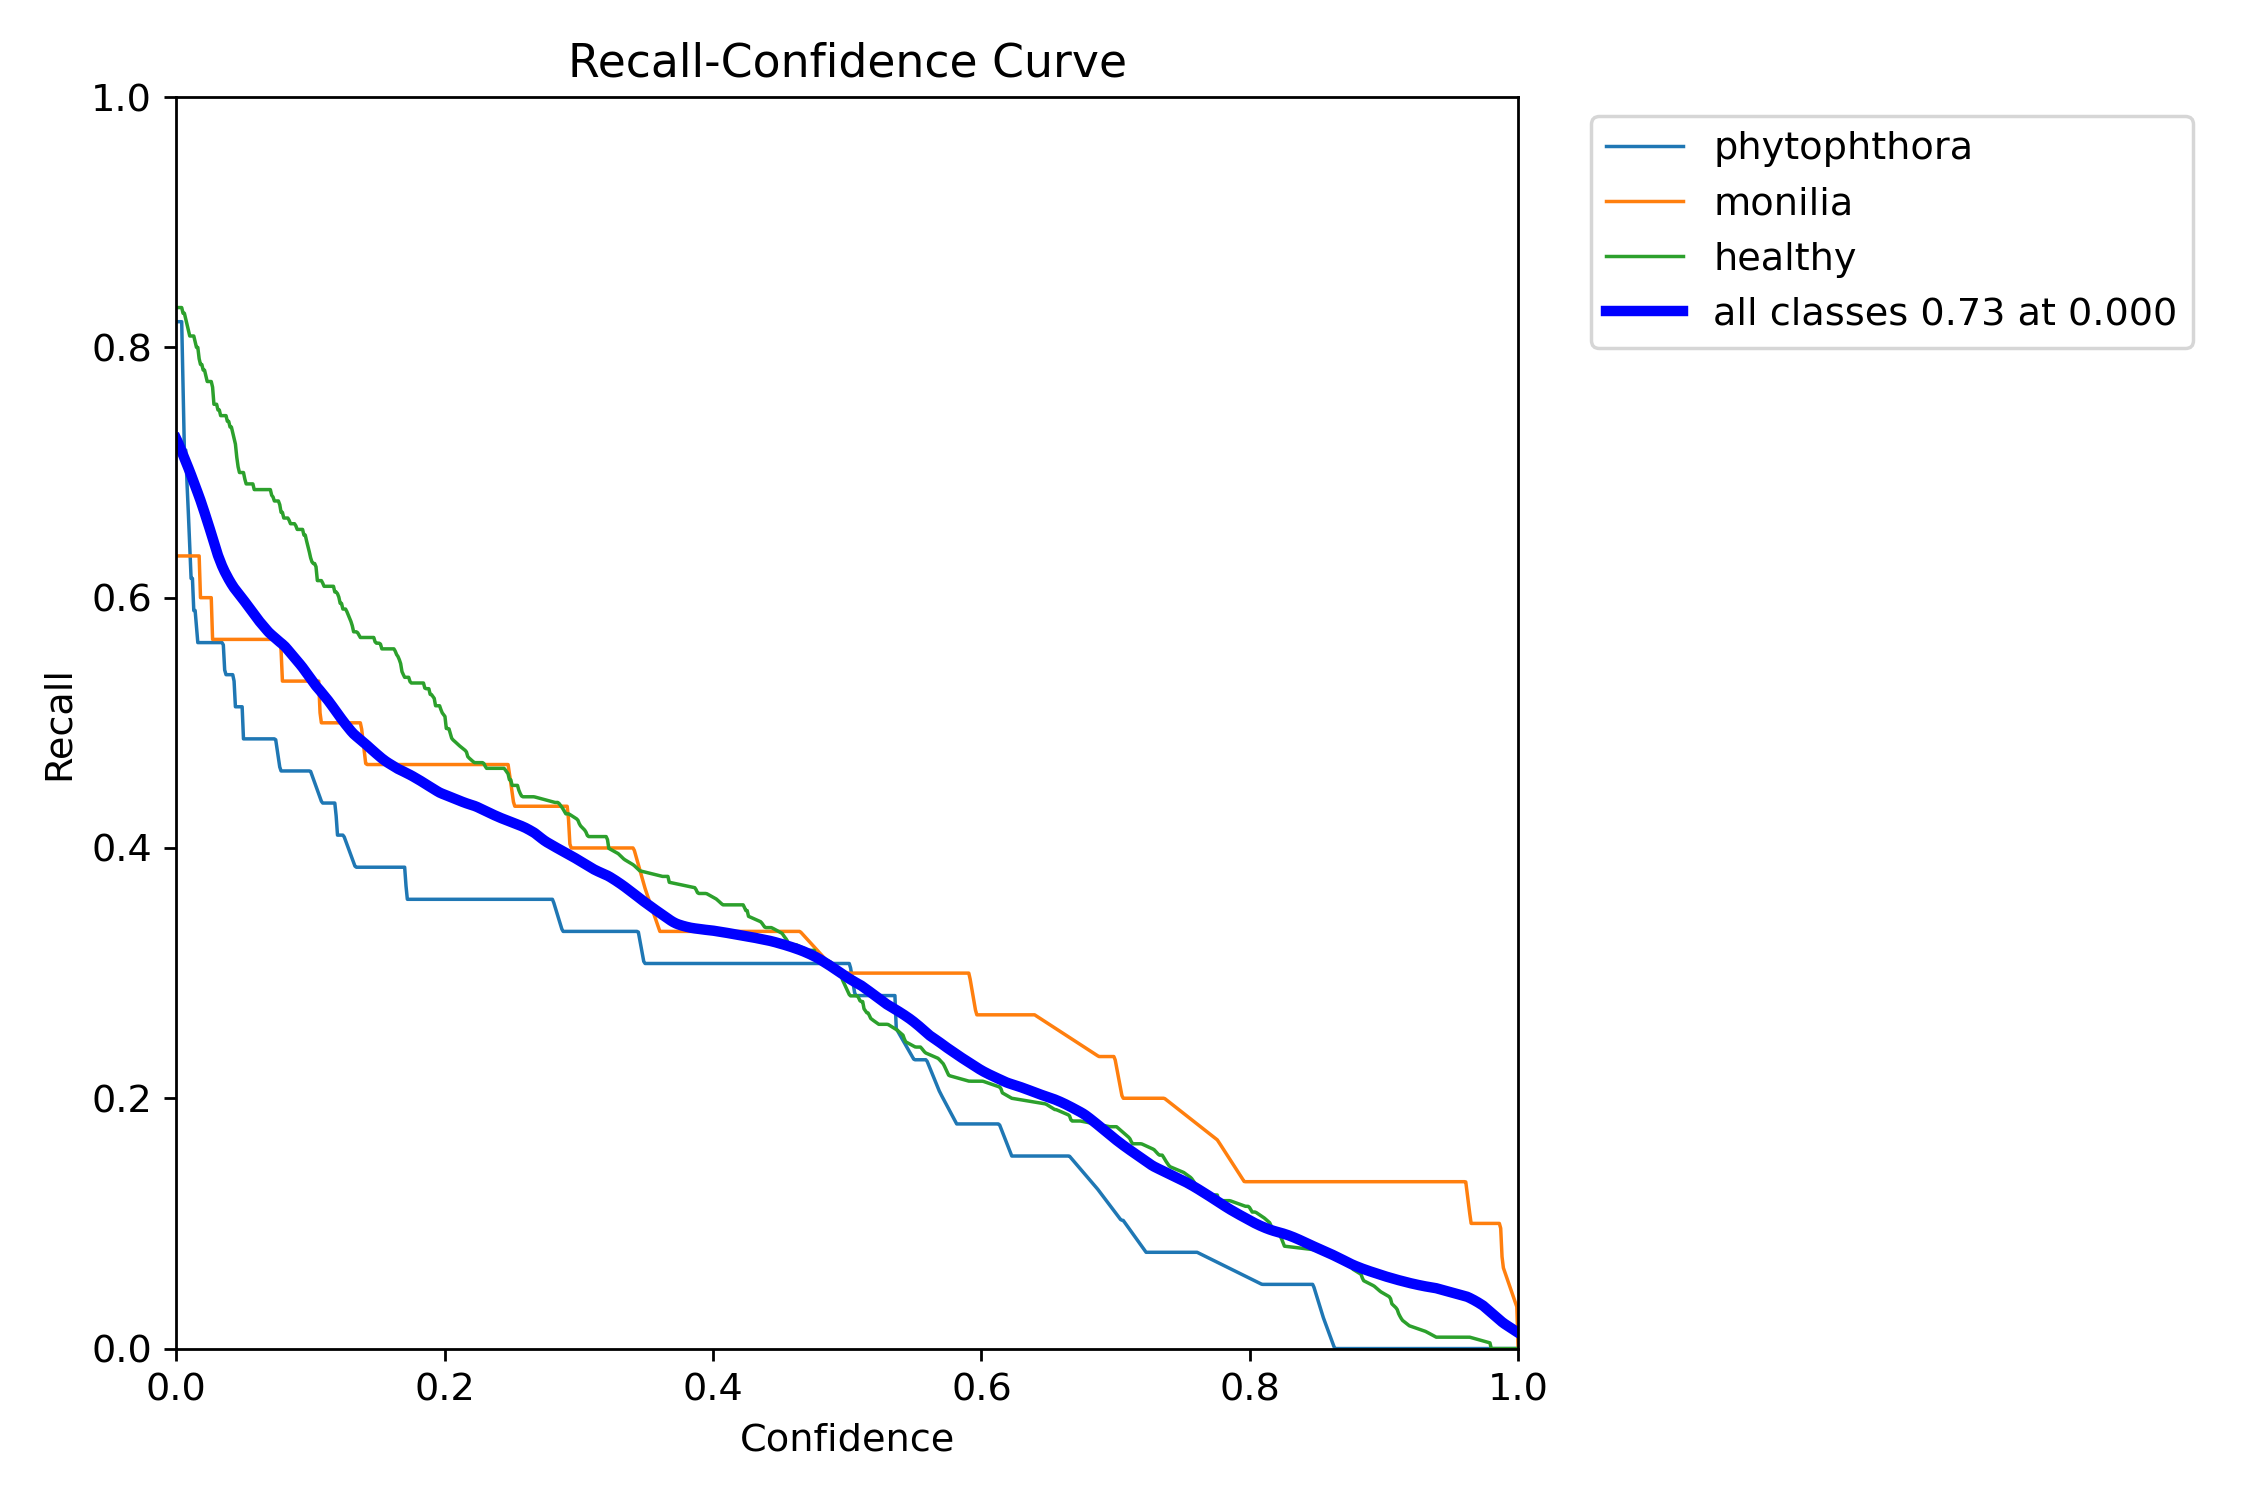 Recall-Confidence Curve
1.0
0.8
0.6
0.4
0.2
0.0
Recall
0.0 0.2 0.4 0.6 0.8 1.0
Confidence
phytophthora
monilia
healthy
all classes 0.73 at 0.000